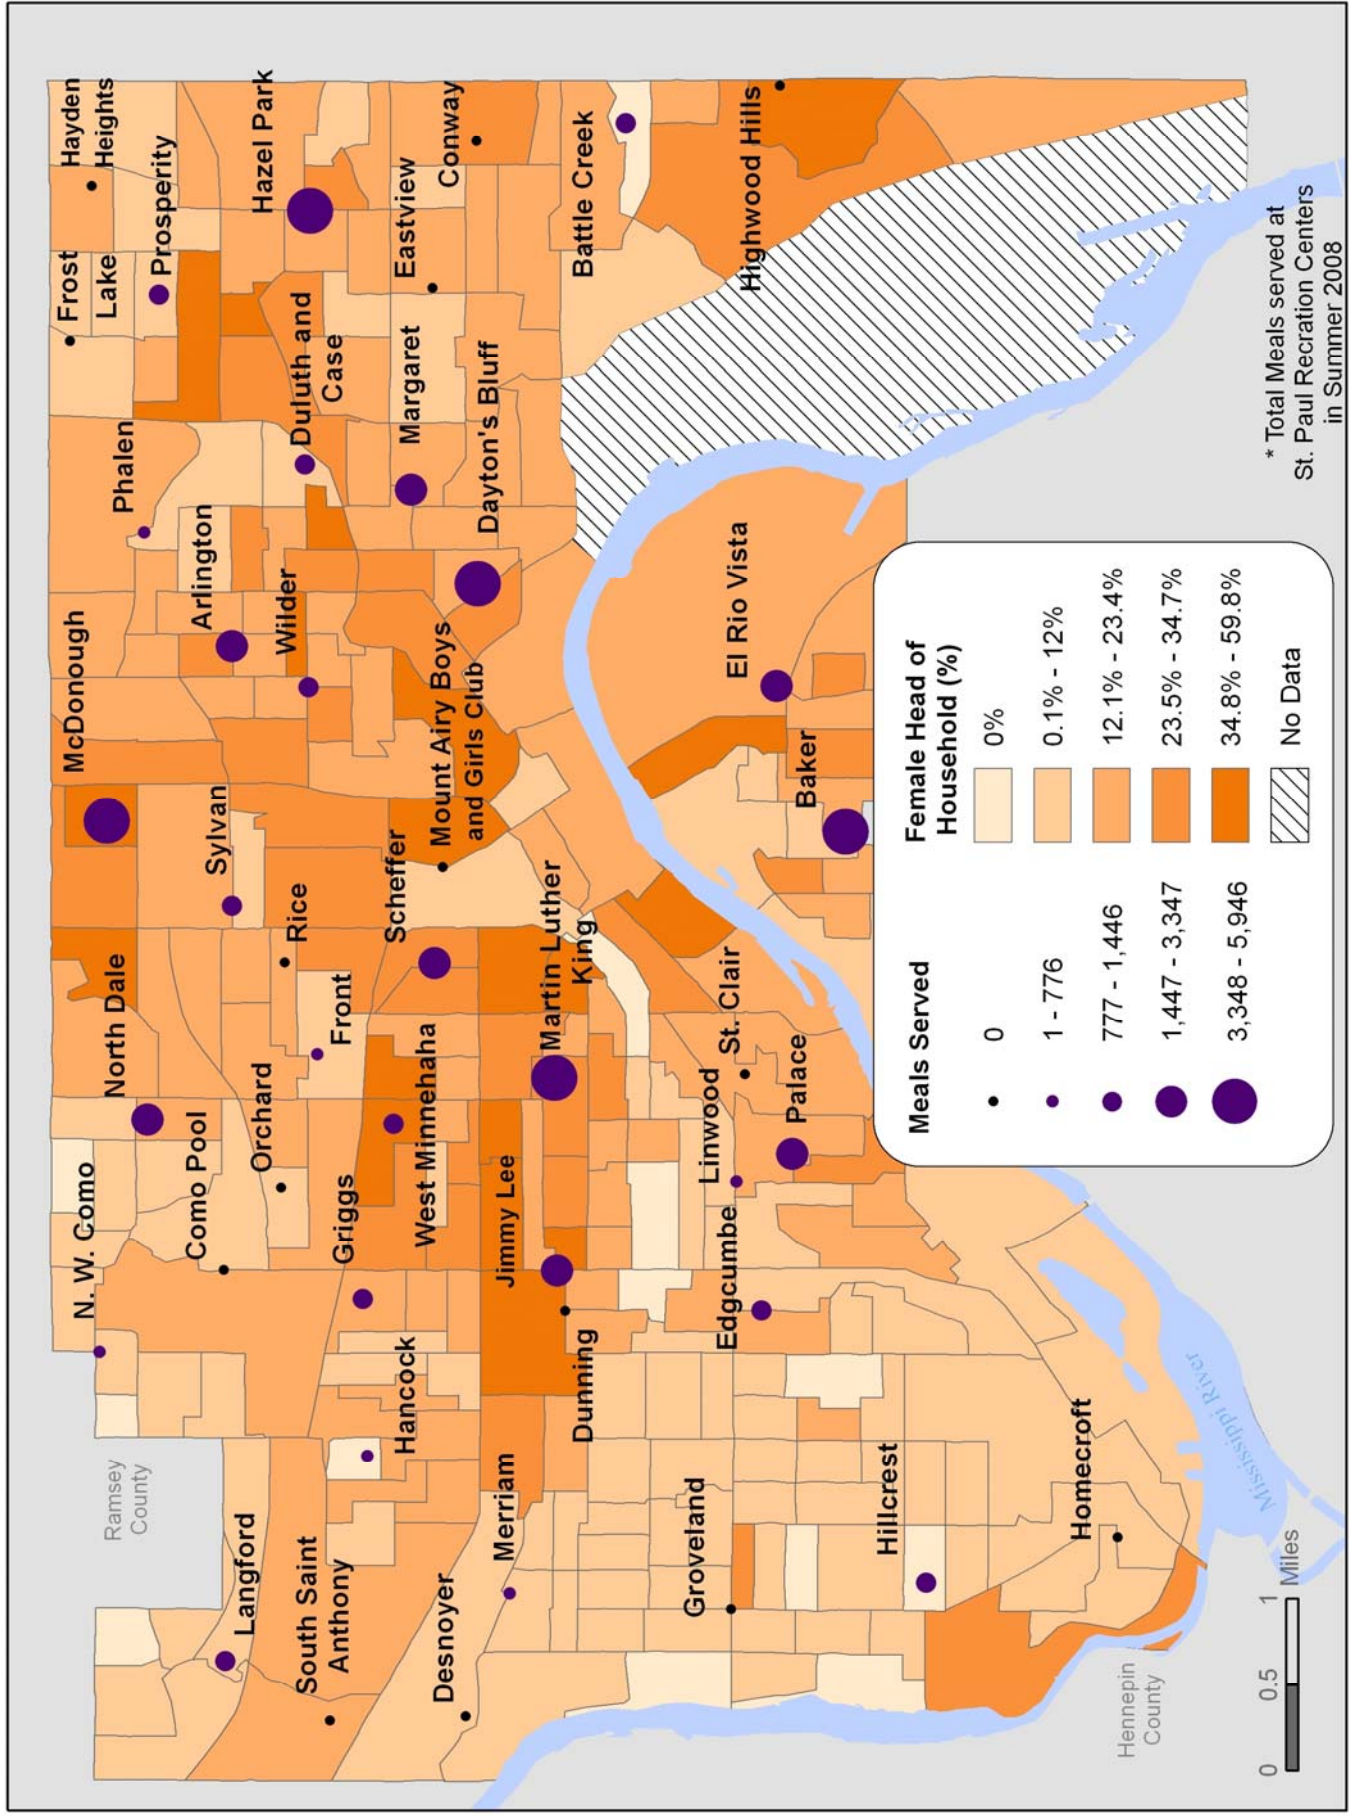 Ramsey
County
N. W. Como
North Dale
McDonough
Frost
Lake
Hayden
Heights
Phalen
Prosperity
Como Pool
Sylvan
Arlington
Langford
Orchard
Rice
Wilder
Hazel Park
Duluth and
Case
South Saint
Anthony
Griggs
Front
Hancock
West Minnehaha
Scheffer
Mount Airy Boys
and Girls Club
Margaret
Eastview
Conway
Desnoyer
Dayton's Bluff
Merriam
Jimmy Lee
Martin Luther
King
Dunning
Battle Creek
Groveland
Edgcumbe
Linwood
St. Clair
El Rio Vista
Highwood Hills
Palace
Baker
Hillcrest
Homecroft
Hennepin
County
Mississippi River
Meals Served
0
1 - 776
777 - 1,446
1,447 - 3,347
3,348 - 5,946
Female Head of
Household (%)
0%
0.1% - 12%
12.1% - 23.4%
23.5% - 34.7%
34.8% - 59.8%
No Data
0 0.5 1
Miles
* Total Meals served at
St. Paul Recration Centers
in Summer 2008